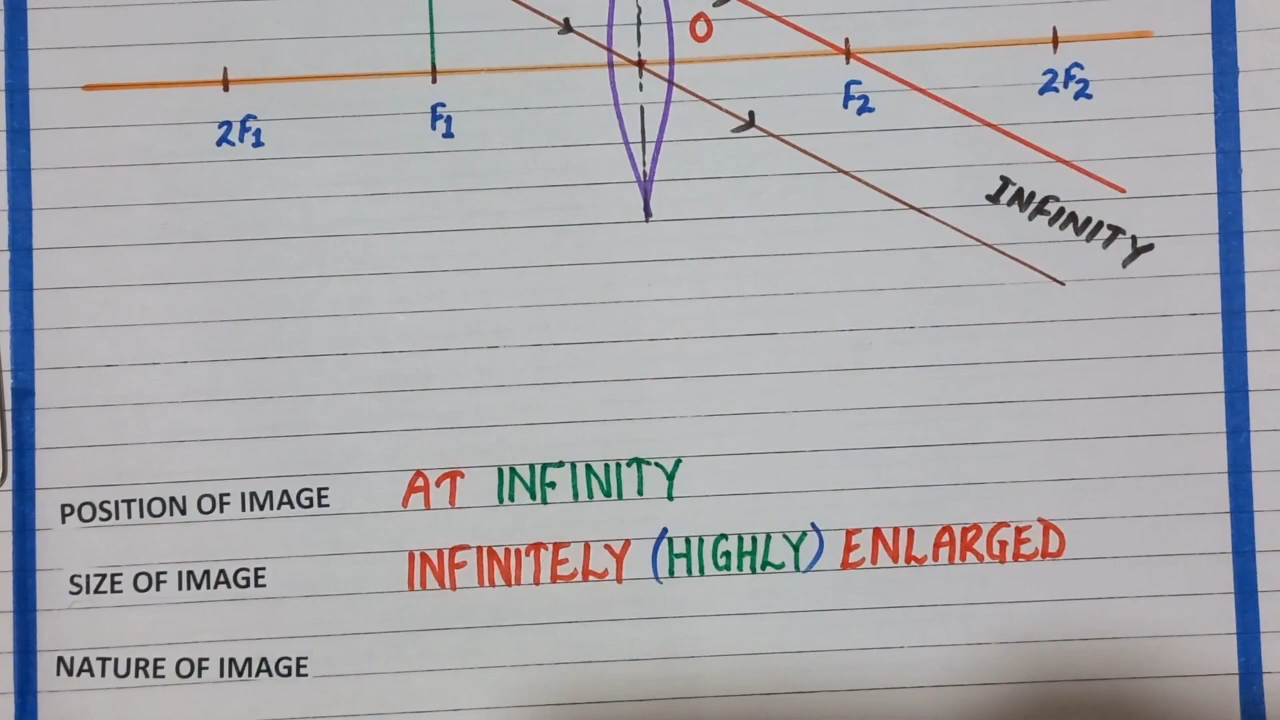 O
2F1 F1 F2 2F2
INFINITY
POSITION OF IMAGE AT INFINITY
SIZE OF IMAGE INFINITELY (HIGHLY) ENLARGED
NATURE OF IMAGE